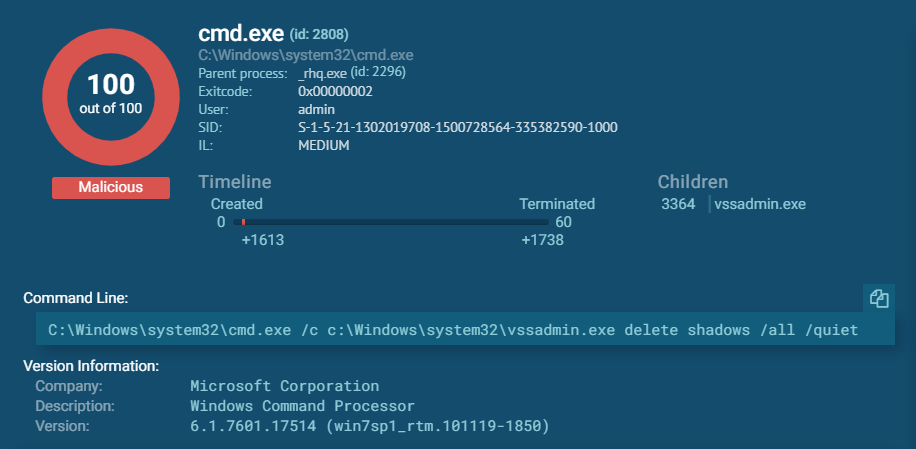 cmd.exe (id: 2808)
C:\Windows\system32\cmd.exe
100
out of 100
Malicious
Parent process: _rhq.exe (id: 2296)
Exitcode: 0x00000002
User: admin
SID: S-1-5-21-1302019708-1500728564-335382590-1000
IL: MEDIUM
Timeline
Created Terminated
0 60
+1613 +1738
Children
3364 vssadmin.exe
Command Line:
C:\Windows\system32\cmd.exe /c c:\Windows\system32\vssadmin.exe delete shadows /all /quiet
Version Information:
Company: Microsoft Corporation
Description: Windows Command Processor
Version: 6.1.7601.17514 (win7sp1_rtm.101119-1850)